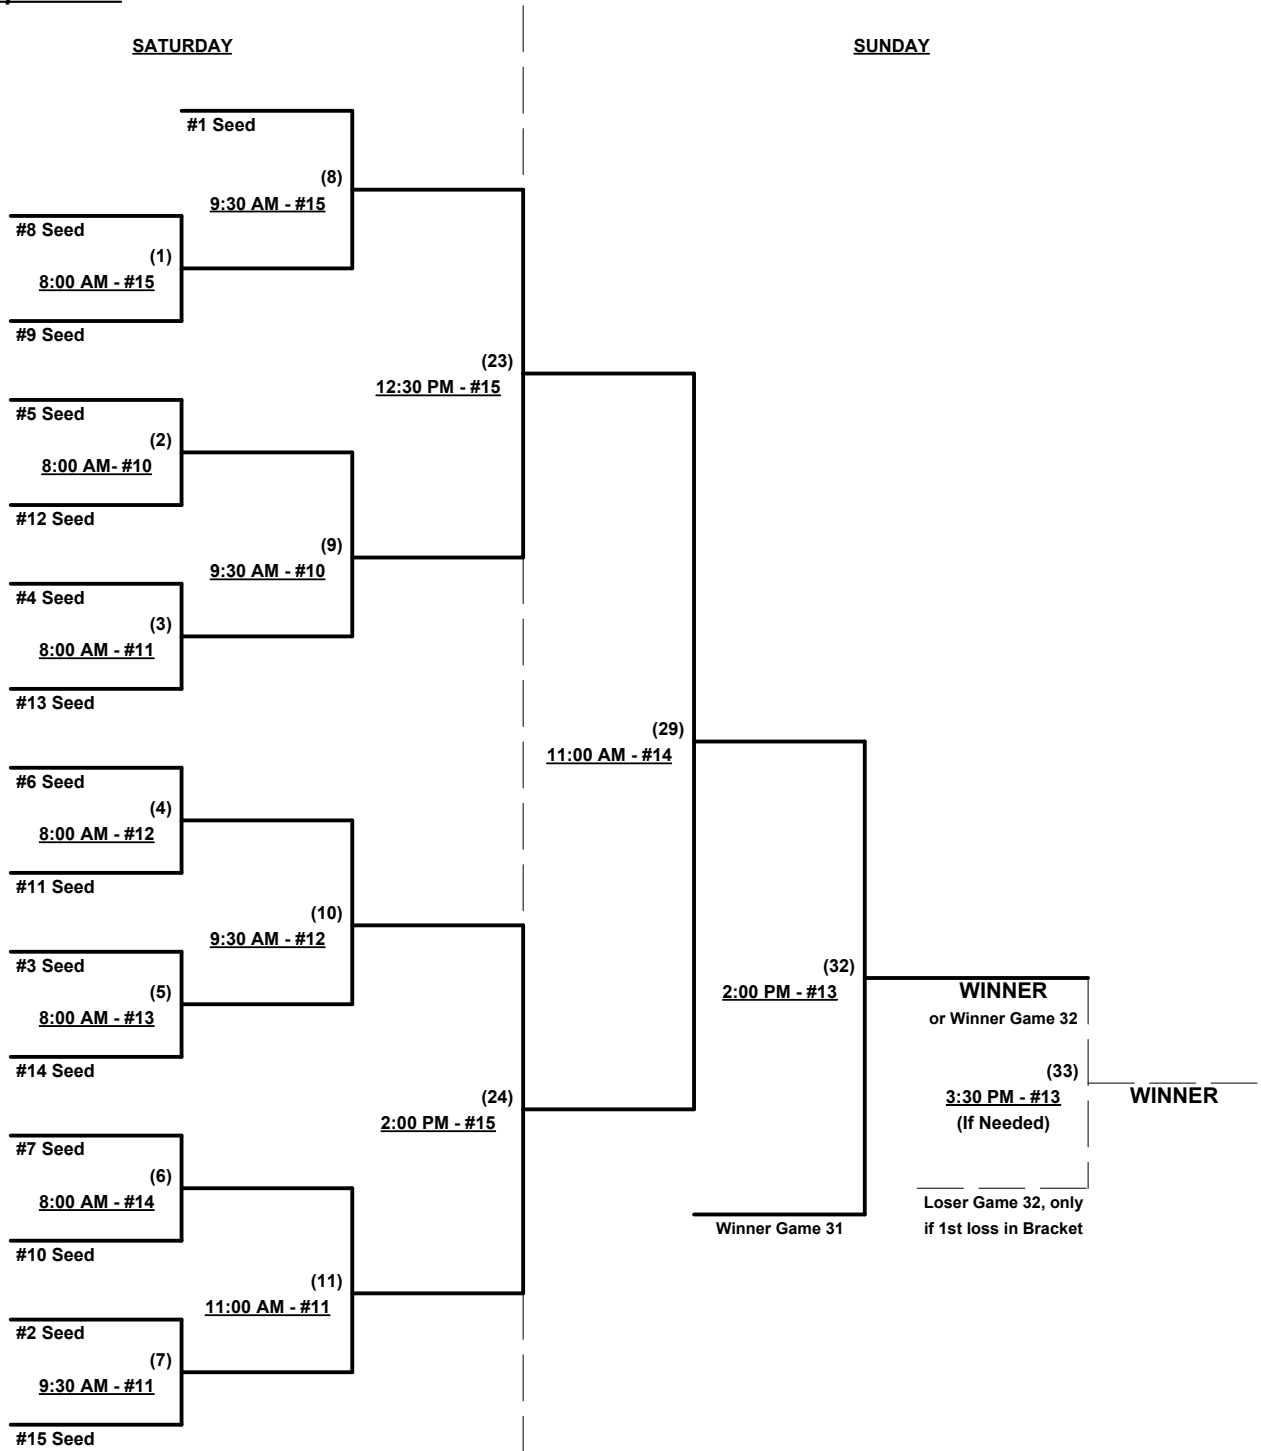 SATURDAY
SUNDAY
#1 Seed
(8)
9:30 AM - #15
#8 Seed
(1)
8:00 AM - #15
#9 Seed
(23)
12:30 PM - #15
#5 Seed
(2)
8:00 AM- #10
#12 Seed
(9)
9:30 AM - #10
#4 Seed
(3)
8:00 AM - #11
#13 Seed
(29)
11:00 AM - #14
#6 Seed
(4)
8:00 AM - #12
#11 Seed
(10)
9:30 AM - #12
#3 Seed
(5)
8:00 AM - #13
#14 Seed
(32)
2:00 PM - #13
WINNER
or Winner Game 32
(33)
3:30 PM - #13
(If Needed)
WINNER
Loser Game 32, only
if 1st loss in Bracket
Winner Game 31
(24)
2:00 PM - #15
#7 Seed
(6)
8:00 AM - #14
#10 Seed
(11)
11:00 AM - #11
#2 Seed
(7)
9:30 AM - #11
#15 Seed